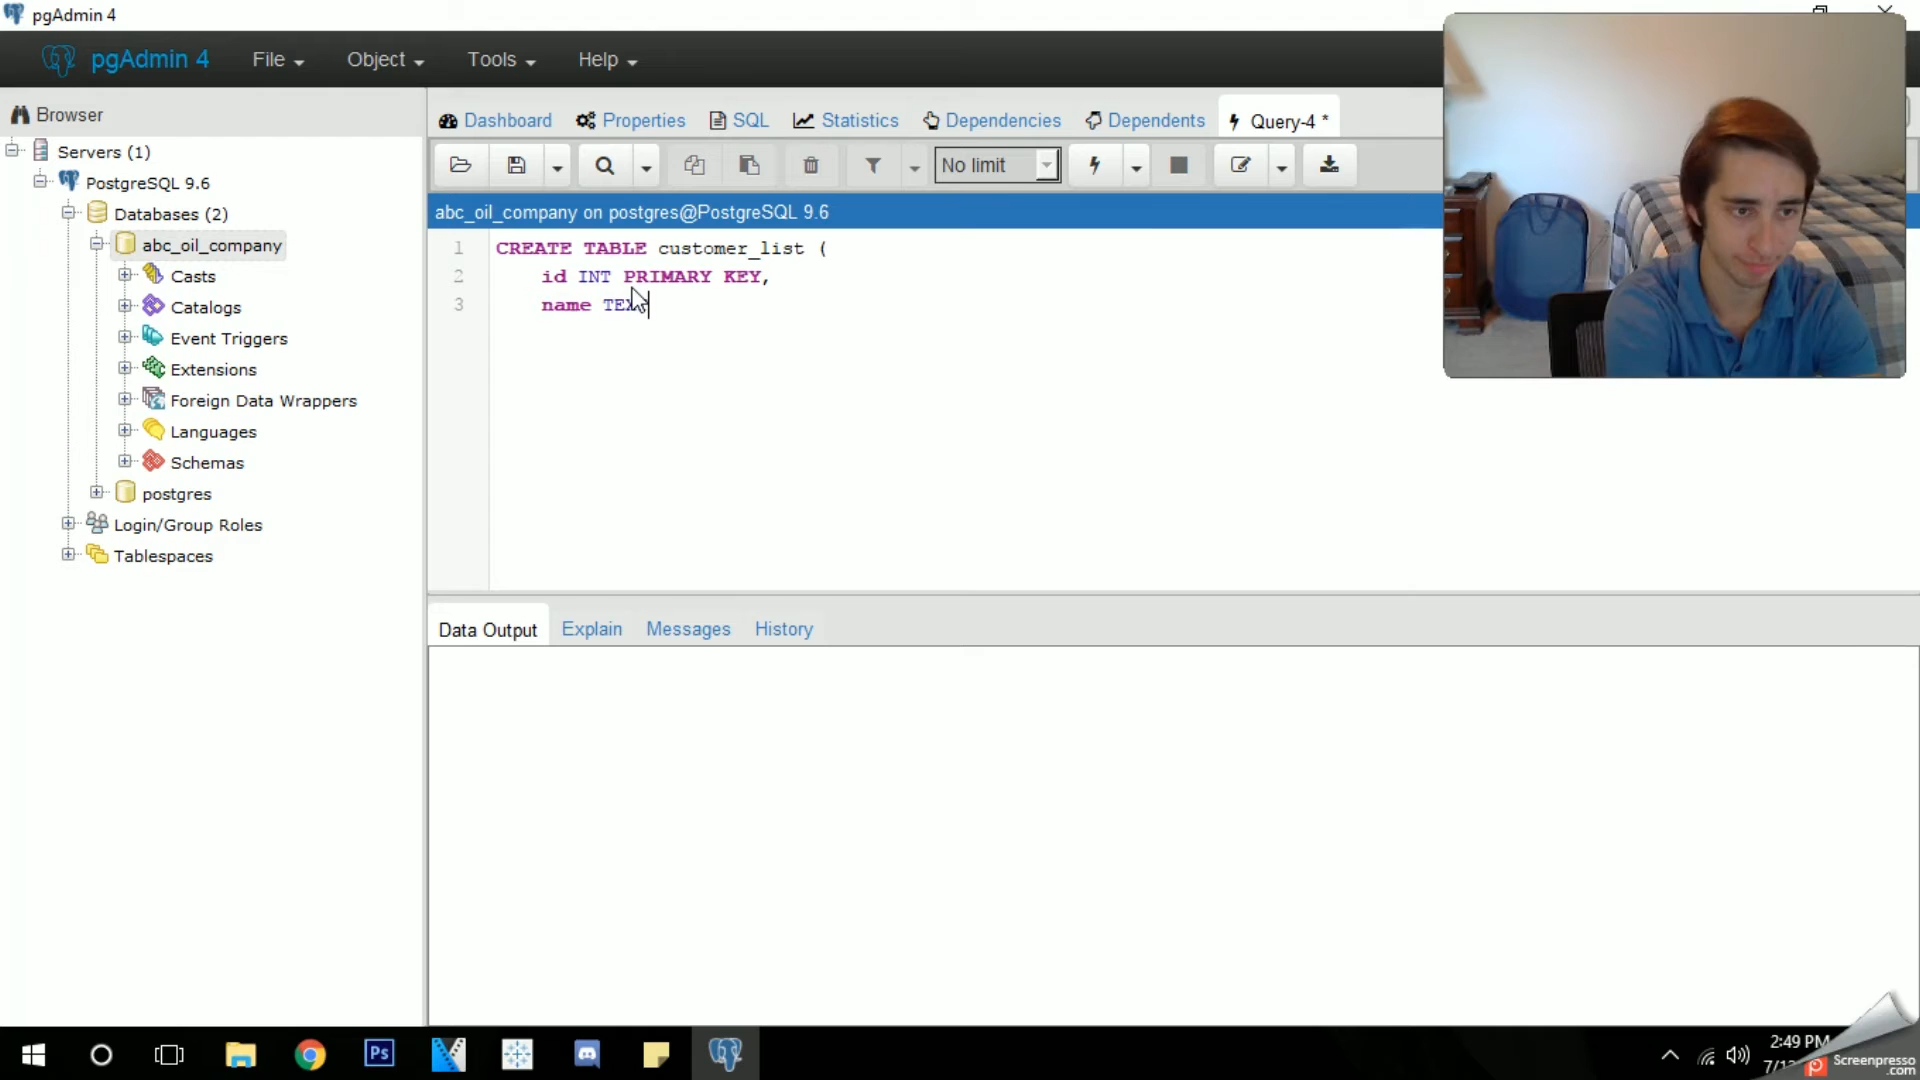 pgAdmin 4
pgAdmin 4 File Object Tools Help
Browser
Servers (1)
PostgreSQL 9.6
Databases (2)
abc_oil_company
Casts
Catalogs
Event Triggers
Extensions
Foreign Data Wrappers
Languages
Schemas
postgres
Login/Group Roles
Tablespaces
Dashboard Properties SQL Statistics Dependencies Dependents Query-4 *
No limit
abc_oil_company on postgres@PostgreSQL 9.6
1 CREATE TABLE customer_list (
2 id INT PRIMARY KEY,
3 name TEXT
Data Output Explain Messages History
Ps
2:49 PM
Screenpresso
.com